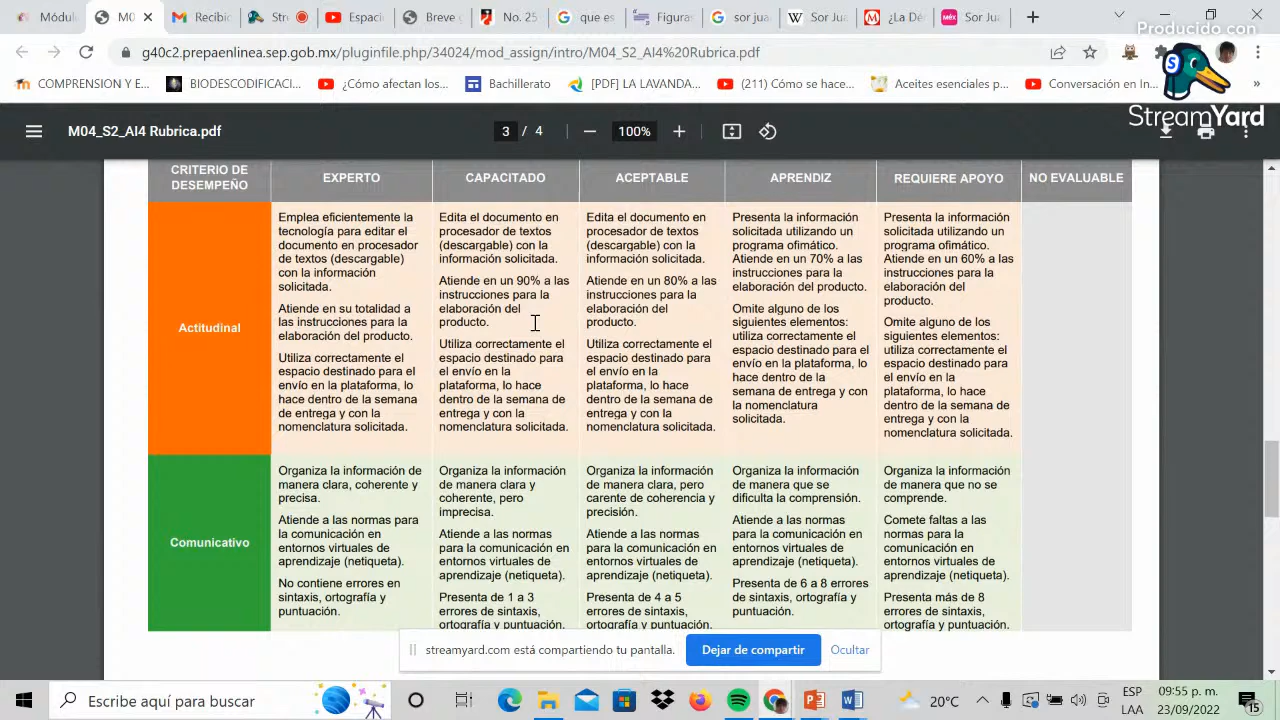 Módulo
M0
Recibic
Stre
Espaci
Breve e
No. 25
que es
Figuras
sor jua
Sor Jua
¿La Dé
Sor Jua
Producido con
g40c2.prepaenlinea.sep.gob.mx/pluginfile.php/34024/mod_assign/intro/M04_S2_AI4%20Rubrica.pdf
COMPRENSION Y E...
BIODESCODIFICACI...
¿Cómo afectan los...
Bachillerato
[PDF] LA LAVANDA...
(211) Cómo se hace...
Aceites esenciales p...
Conversación en In...
»
StreamYard
M04_S2_AI4 Rubrica.pdf
3 / 4
100%
CRITERIO DE
DESEMPEÑO
EXPERTO
CAPACITADO
ACEPTABLE
APRENDIZ
REQUIERE APOYO
NO EVALUABLE
Actitudinal
Emplea eficientemente la
tecnología para editar el
documento en procesador
de textos (descargable)
con la información
solicitada.
Atiende en su totalidad a
las instrucciones para la
elaboración del producto.
Utiliza correctamente el
espacio destinado para el
envío en la plataforma, lo
hace dentro de la semana
de entrega y con la
nomenclatura solicitada.
Edita el documento en
procesador de textos
(descargable) con la
información solicitada.
Atiende en un 90% a las
instrucciones para la
elaboración del
producto.
Utiliza correctamente el
espacio destinado para
el envío en la
plataforma, lo hace
dentro de la semana de
entrega y con la
nomenclatura solicitada.
Edita el documento en
procesador de textos
(descargable) con la
información solicitada.
Atiende en un 80% a las
instrucciones para la
elaboración del
producto.
Utiliza correctamente el
espacio destinado para
el envío en la
plataforma, lo hace
dentro de la semana de
entrega y con la
nomenclatura solicitada.
Presenta la información
solicitada utilizando un
programa ofimático.
Atiende en un 70% a las
instrucciones para la
elaboración del producto.
Omite alguno de los
siguientes elementos:
utiliza correctamente el
espacio destinado para el
envío en la plataforma, lo
hace dentro de la
semana de entrega y con
la nomenclatura
solicitada.
Presenta la información
solicitada utilizando un
programa ofimático.
Atiende en un 60% a las
instrucciones para la
elaboración del
producto.
Omite alguno de los
siguientes elementos:
utiliza correctamente el
espacio destinado para
el envío en la
plataforma, lo hace
dentro de la semana de
entrega y con la
nomenclatura solicitada.
Comunicativo
Organiza la información de
manera clara, coherente y
precisa.
Atiende a las normas para
la comunicación en
entornos virtuales de
aprendizaje (netiqueta).
No contiene errores en
sintaxis, ortografía y
puntuación.
Organiza la información
de manera clara y
coherente, pero
imprecisa.
Atiende a las normas
para la comunicación en
entornos virtuales de
aprendizaje (netiqueta).
Presenta de 1 a 3
errores de sintaxis,
ortografía y puntuación.
Organiza la información
de manera clara, pero
carente de coherencia y
precisión.
Atiende a las normas
para la comunicación en
entornos virtuales de
aprendizaje (netiqueta).
Presenta de 4 a 5
errores de sintaxis,
ortografía y puntuación.
Organiza la información
de manera que se
dificulta la comprensión.
Atiende a las normas
para la comunicación en
entornos virtuales de
aprendizaje (netiqueta).
Presenta de 6 a 8 errores
de sintaxis, ortografía y
puntuación.
Organiza la información
de manera que no se
comprende.
Comete faltas a las
normas para la
comunicación en
entornos virtuales de
aprendizaje (netiqueta).
Presenta más de 8
errores de sintaxis,
ortografía y puntuación.
streamyard.com está compartiendo tu pantalla.
Dejar de compartir
Ocultar
Escribe aquí para buscar
20°C
ESP
LAA
09:55 p. m.
23/09/2022
15